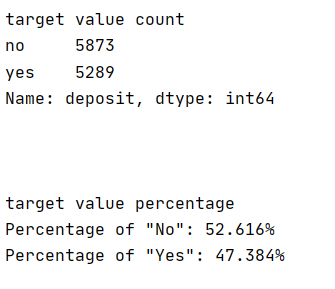 target value count
no     5873
yes    5289
Name: deposit, dtype: int64
target value percentage
Percentage of "No": 52.616%
Percentage of "Yes": 47.384%